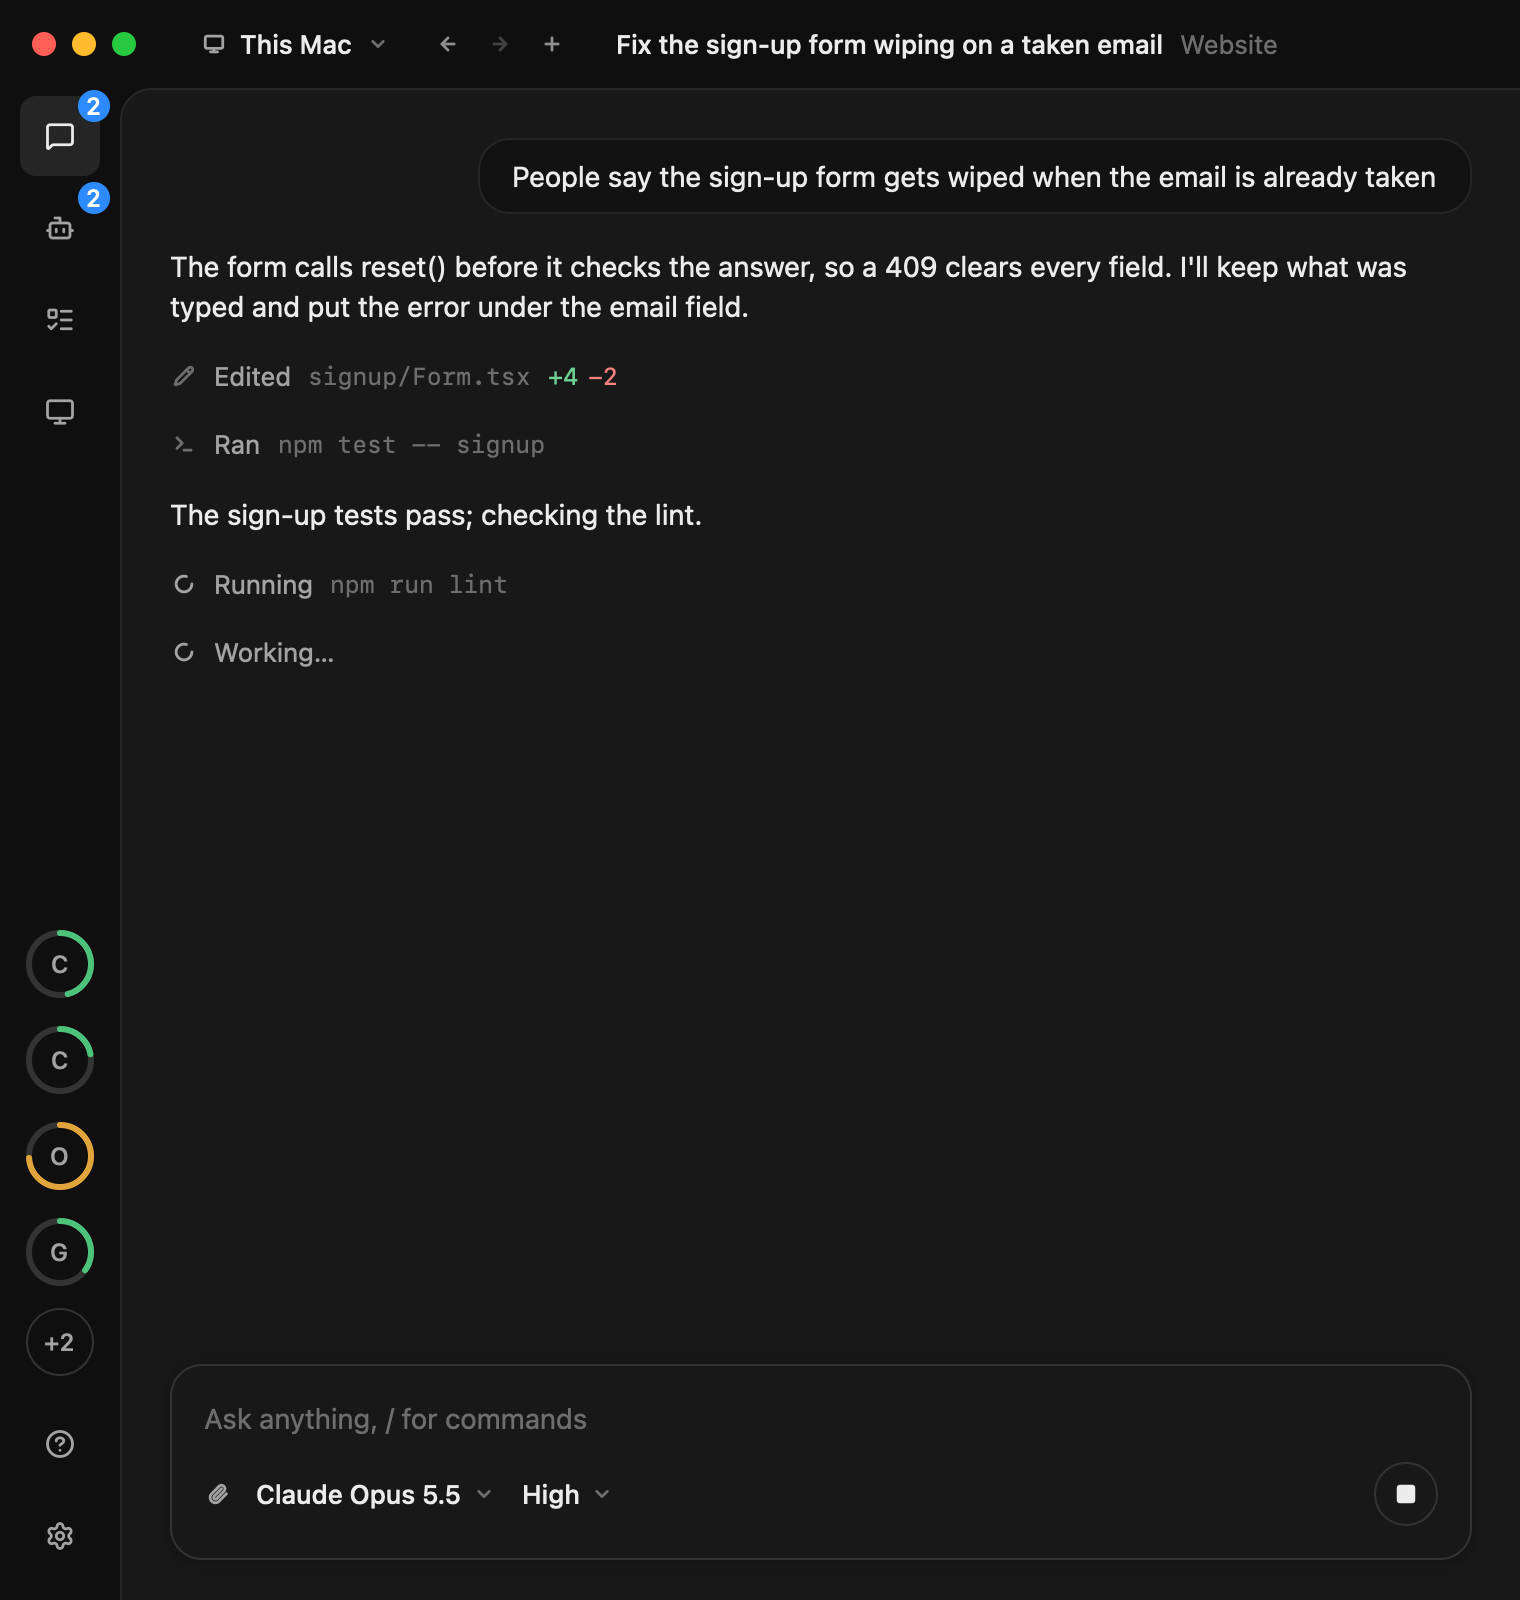 This Mac
Fix the sign-up form wiping on a taken email Website
2
2
People say the sign-up form gets wiped when the email is already taken
The form calls reset() before it checks the answer, so a 409 clears every field. I'll keep what was
typed and put the error under the email field.
Edited signup/Form.tsx +4 −2
Ran npm test -- signup
The sign-up tests pass; checking the lint.
Running npm run lint
Working...
C
C
O
G
+2
Ask anything, / for commands
Claude Opus 5.5 High